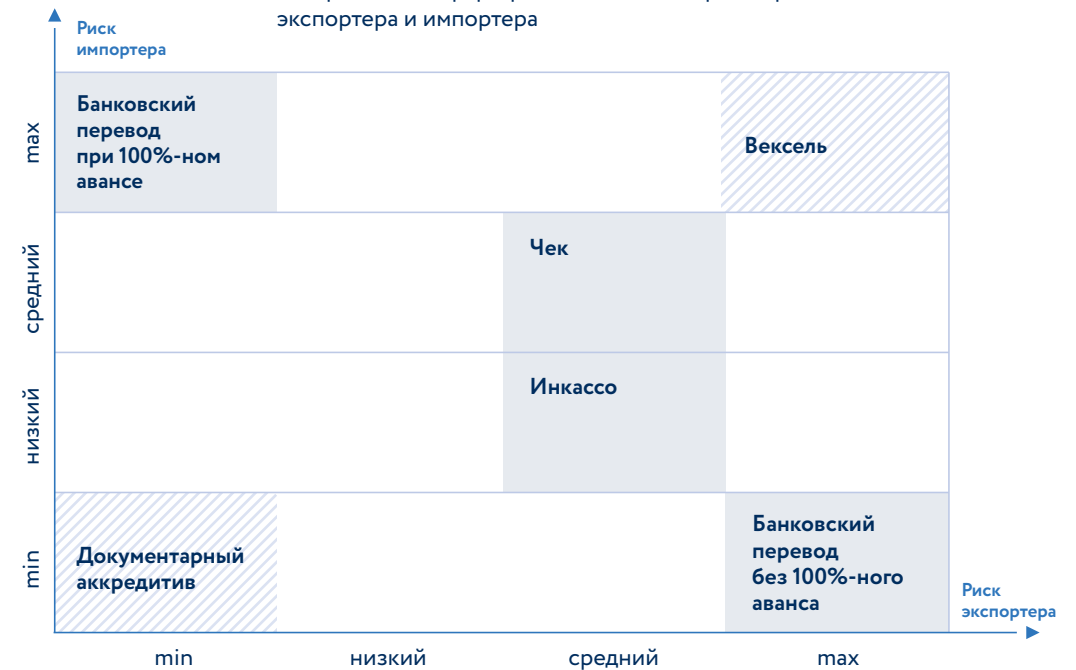 экспортера и импортера
Риск
импортера
max
Банковский
перевод
при 100%-ном
авансе
Вексель
средний
Чек
низкий
Инкассо
min
Документарный
аккредитив
Банковский
перевод
без 100%-ного
аванса
Риск
экспортера
min
низкий
средний
max